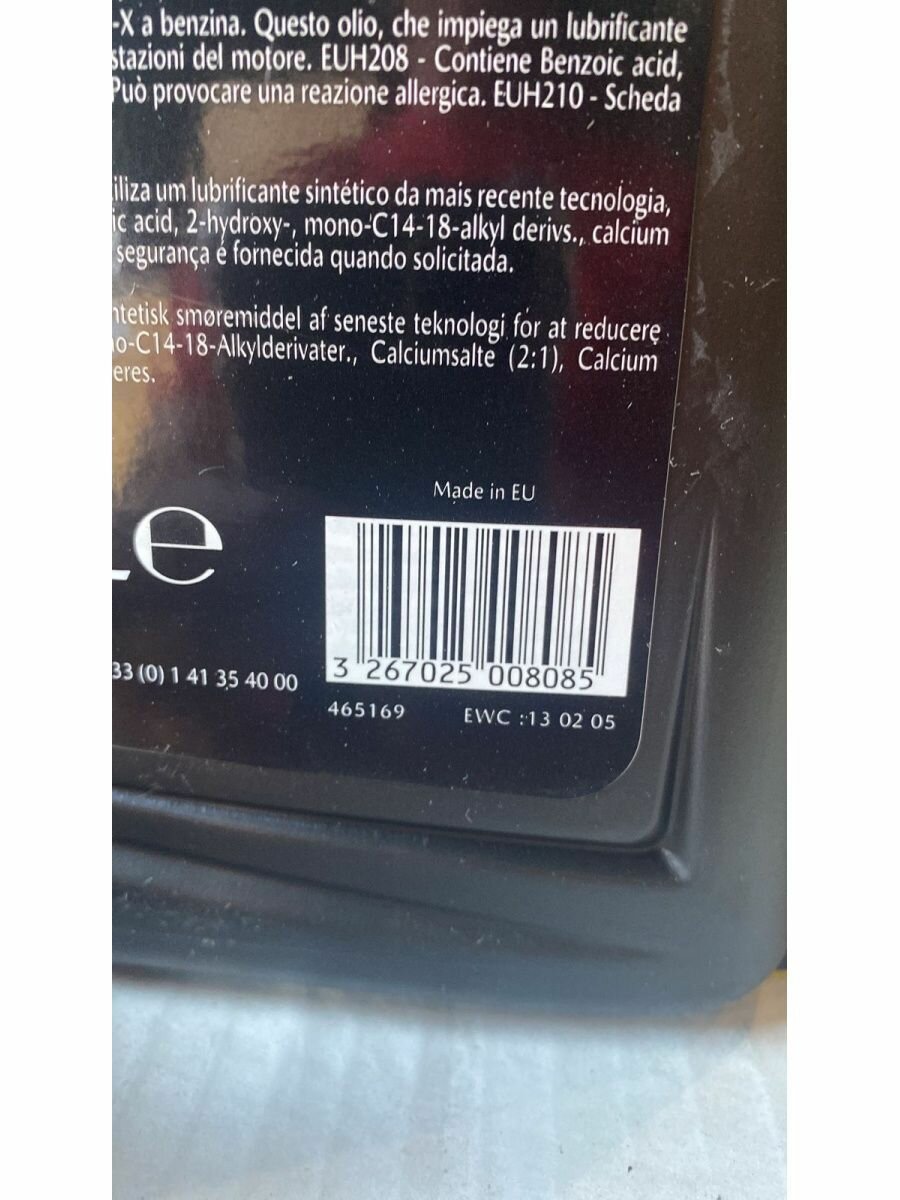 -X a benzina. Questo olio, che impiega un lubrificante
stazioni del motore. EUH208 - Contiene Benzoic acid,
Può provocare una reazione allergica. EUH210 - Scheda
iliza um lubrificante sintético da mais recente tecnologia,
ic acid, 2-hydroxy-, mono-C14-18-alkyl derivs., calcium
segurança é fornecida quando solicitada.
ntetisk smøremiddel af seneste teknologi for at reducere
o-C14-18-Alkylderivater., Calciumsalte (2:1), Calcium
eres.
Made in EU
Le
3 267025 008085
33 (0) 1 41 35 40 00
465169 EWC :13 02 05